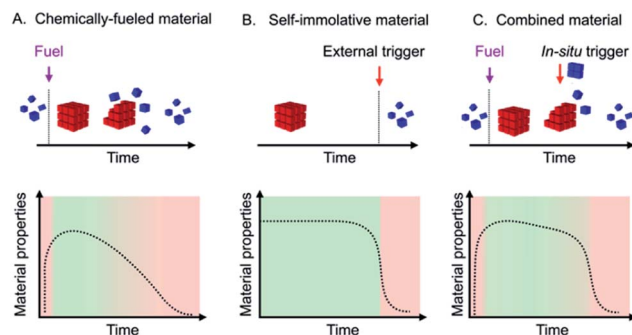 A. Chemically-fueled material
Fuel
Time
Material properties
Time
B. Self-immolative material
External trigger
Time
Material properties
Time
C. Combined material
Fuel
In-situ trigger
Time
Material properties
Time